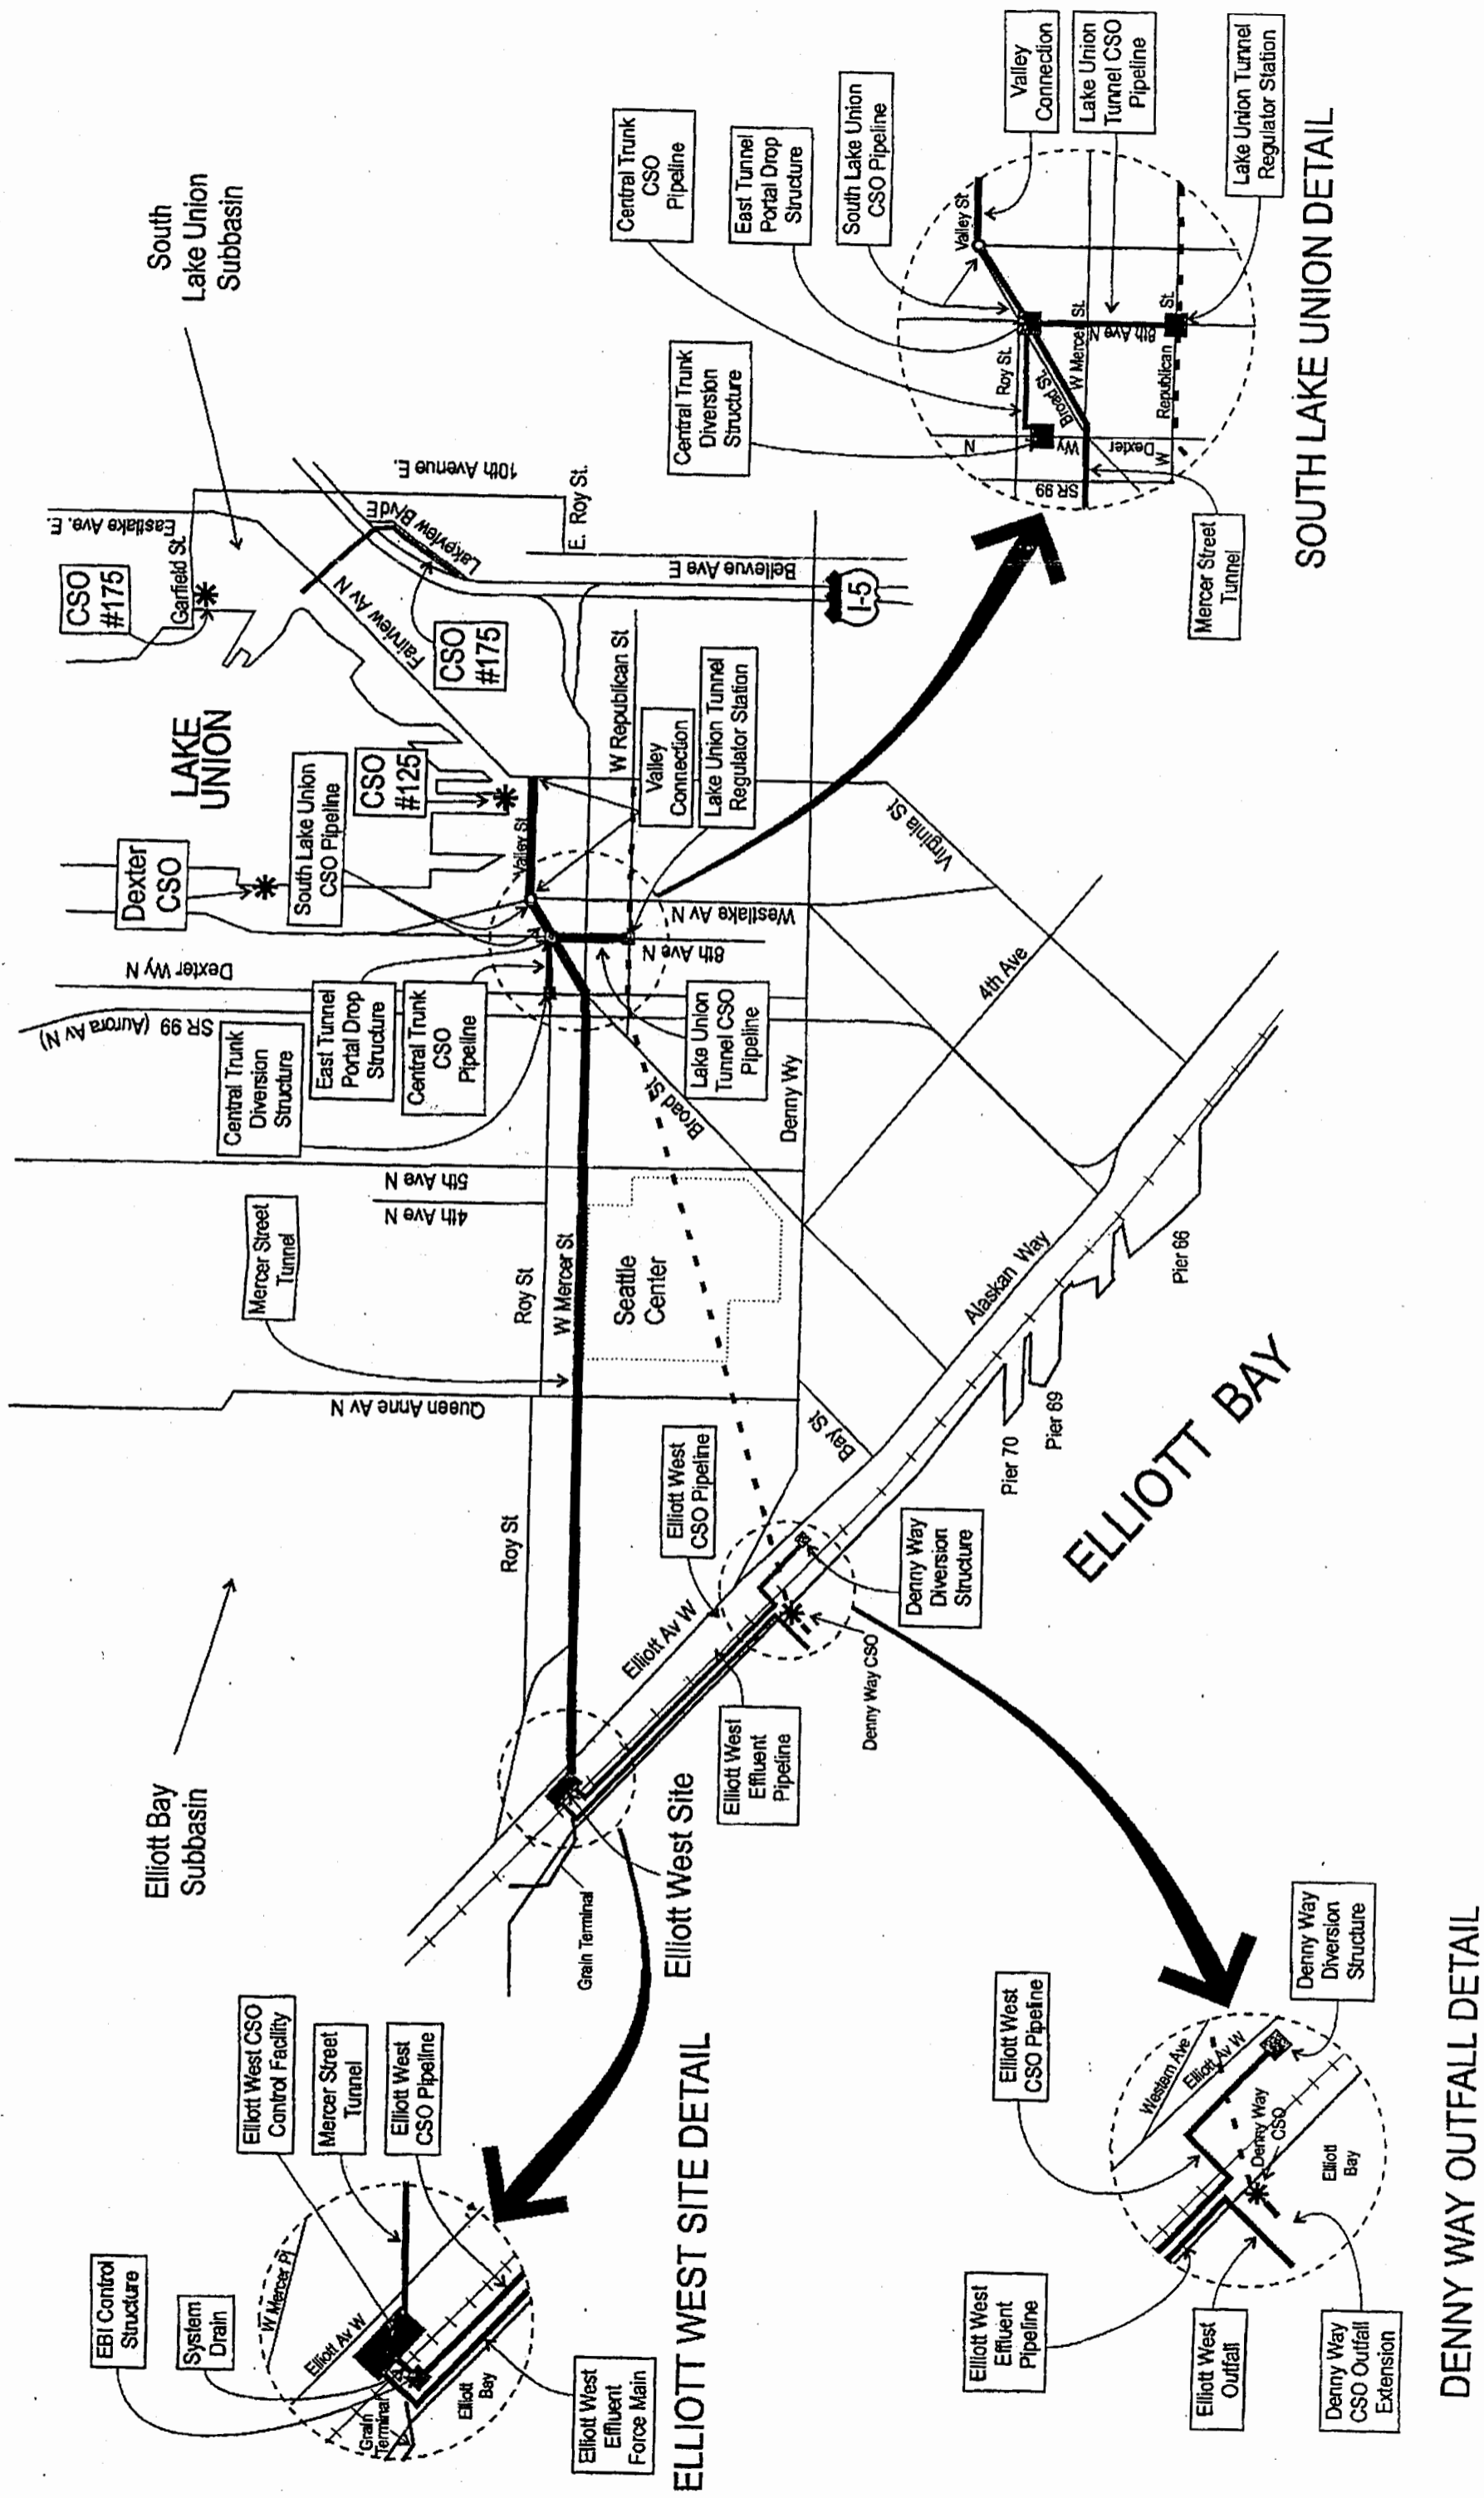 South
Lake Union
Subbasin
Elliott Bay
Subbasin
LAKE
UNION
CSO
#175
Garfield St.
Eastlake Ave. E.
10th Avenue E.
Lakeview Blvd E
E. Roy St.
Bellevue Ave E
I-5
Fairview Av N
CSO
#175
CSO
#125
Dexter
CSO
South Lake Union
CSO Pipeline
Valley St
W Republican St
Valley
Connection
Lake Union Tunnel
Regulator Station
Westlake Av N
8th Ave N
Dexter Wy N
SR 99 (Aurora Av N)
Central Trunk
Diversion
Structure
East Tunnel
Portal Drop
Structure
Central Trunk
CSO
Pipeline
Lake Union
Tunnel CSO
Pipeline
Broad St
Denny Wy
Virginia St
4th Ave
5th Ave N
4th Ave N
Mercer Street
Tunnel
Roy St
W Mercer St
Seattle
Center
Queen Anne Av N
Roy St
Bay St
Alaskan Way
Pier 66
Pier 69
Pier 70
ELLIOTT BAY
Elliott Av W
Elliott West
CSO Pipeline
Denny Way
Diversion
Structure
Denny Way CSO
Elliott West
Effluent
Pipeline
Elliott West Site
Grain Terminal
Central Trunk
CSO
Pipeline
East Tunnel
Portal Drop
Structure
South Lake Union
CSO Pipeline
Valley
Connection
Lake Union
Tunnel CSO
Pipeline
Lake Union Tunnel
Regulator Station
Central Trunk
Diversion
Structure
Mercer Street
Tunnel
Valley St
Roy St.
Broad St.
W Mercer St.
8th Ave N
Republican St.
W
Dexter Wy N
SR 99
SOUTH LAKE UNION DETAIL
Elliott West CSO
Control Facility
Mercer Street
Tunnel
Elliott West
CSO Pipeline
EBI Control
Structure
System
Drain
W Mercer Pl
Elliott Av W
Grain
Terminal
Elliott
Bay
Elliott West
Effluent
Force Main
ELLIOTT WEST SITE DETAIL
Elliott West
CSO Pipeline
Denny Way
Diversion
Structure
Western Ave
Elliott Av W
Denny Way
CSO
Elliott
Bay
Elliott West
Effluent
Pipeline
Elliott West
Outfall
Denny Way
CSO Outfall
Extension
DENNY WAY OUTFALL DETAIL